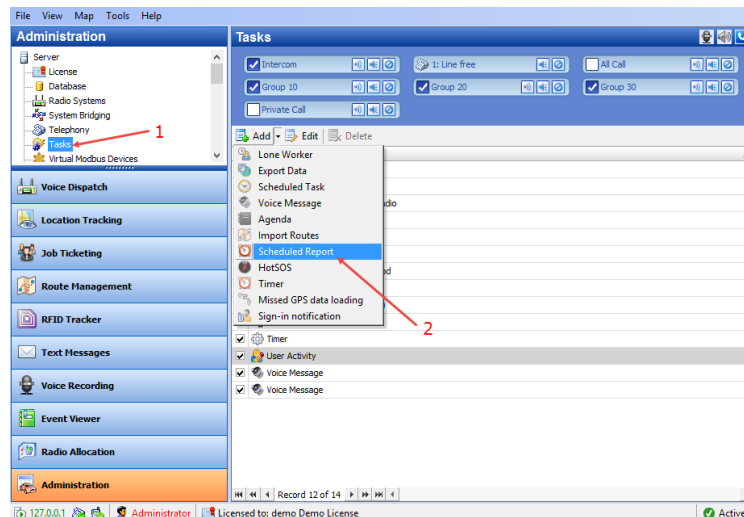 File View Map Tools Help
Administration
Tasks
Server
License
Database
Radio Systems
System Bridging
Telephony
Tasks
Virtual Modbus Devices
1
Intercom
1: Line free
All Call
Group 10
Group 20
Group 30
Private Call
Add Edit Delete
Lone Worker
Export Data
Scheduled Task
Voice Message
Agenda
Import Routes
Scheduled Report
HotSOS
Timer
Missed GPS data loading
Sign-in notification
2
Timer
User Activity
Voice Message
Voice Message
Voice Dispatch
Location Tracking
Job Ticketing
Route Management
RFID Tracker
Text Messages
Voice Recording
Event Viewer
Radio Allocation
Administration
Record 12 of 14
127.0.0.1 Administrator Licensed to: demo Demo License Active